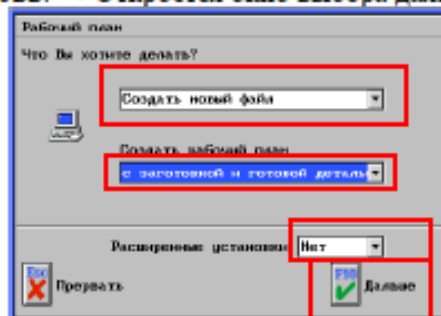 Рабочий план
Что Вы хотите делать?
Создать новый файл
Создать рабочий план
с заготовкой и готовой деталью
Расширенные установки Нет
Esc Прервать F10 Дальше